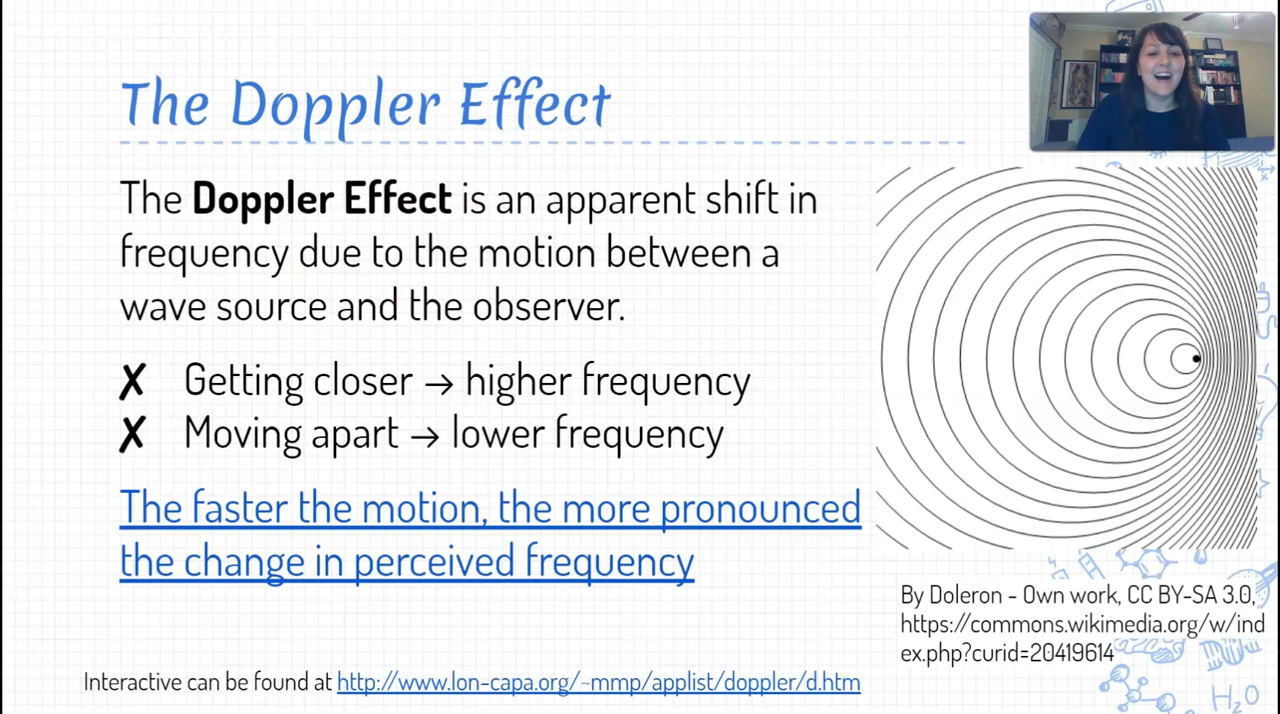 The Doppler Effect
The Doppler Effect is an apparent shift in
frequency due to the motion between a
wave source and the observer.
✗ Getting closer → higher frequency
✗ Moving apart → lower frequency
The faster the motion, the more pronounced
the change in perceived frequency
By Doleron - Own work, CC BY-SA 3.0,
https://commons.wikimedia.org/w/ind
ex.php?curid=20419614
Interactive can be found at http://www.lon-capa.org/~mmp/applist/doppler/d.htm
H₂O